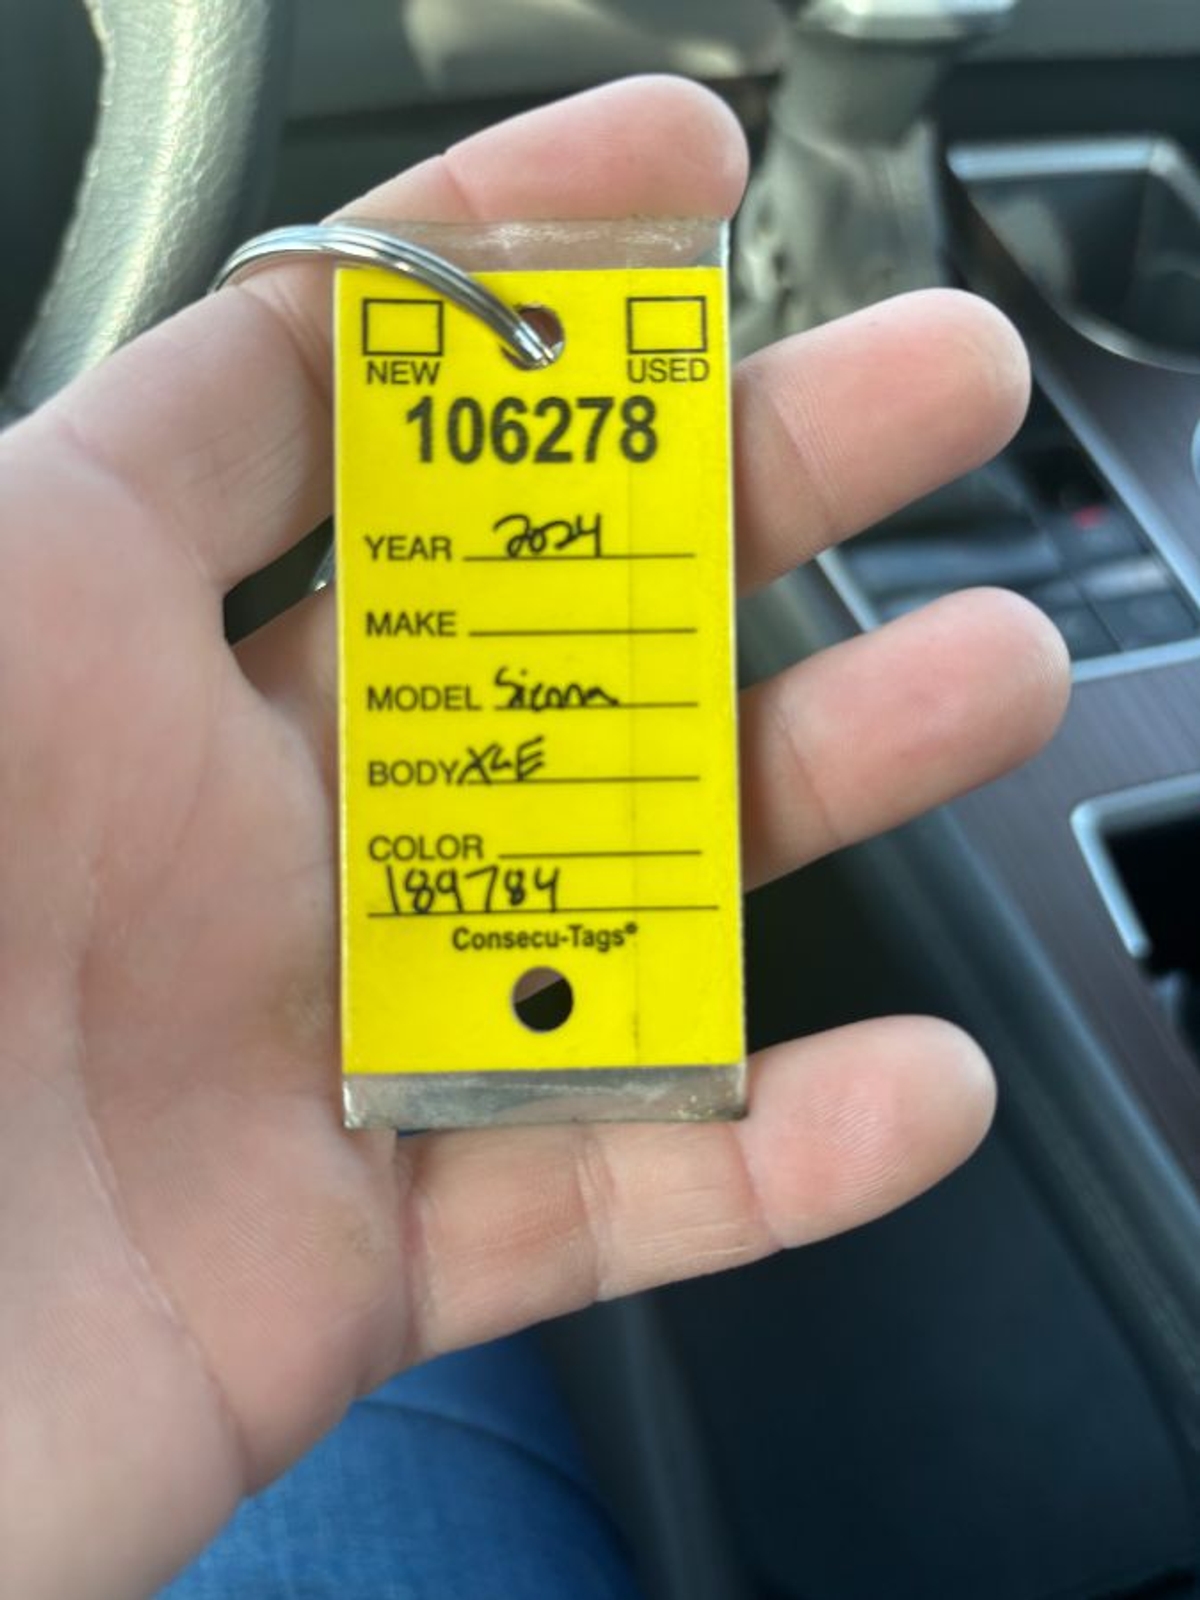 NEW USED
106278
YEAR 2024
MAKE
MODEL Sienna
BODY XLE
COLOR
189784
Consecu-Tags®